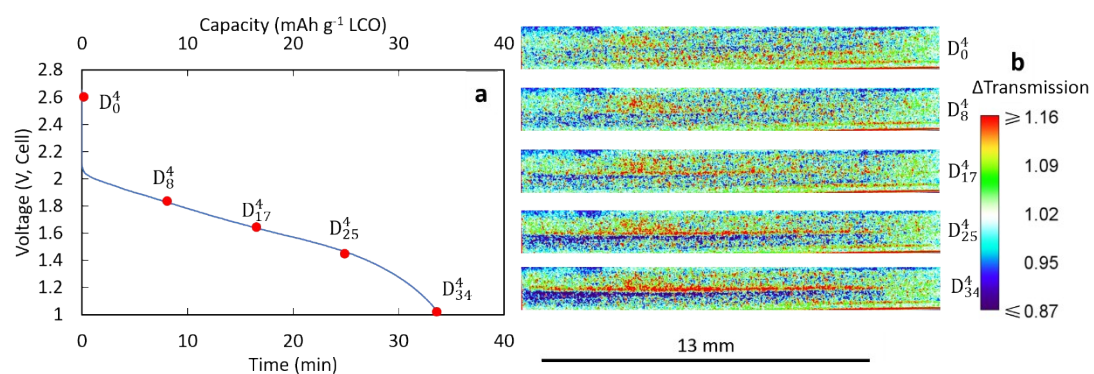 Capacity (mAh g⁻¹ LCO)
0 10 20 30 40
Voltage (V, Cell)
2.8
2.6
2.4
2.2
2
1.8
1.6
1.4
1.2
1
a
D₀⁴
D₈⁴
D₁₇⁴
D₂₅⁴
D₃₄⁴
0 10 20 30 40
Time (min)
D₀⁴
D₈⁴
D₁₇⁴
D₂₅⁴
D₃₄⁴
13 mm
b
ΔTransmission
⩾ 1.16
1.09
1.02
0.95
⩽ 0.87